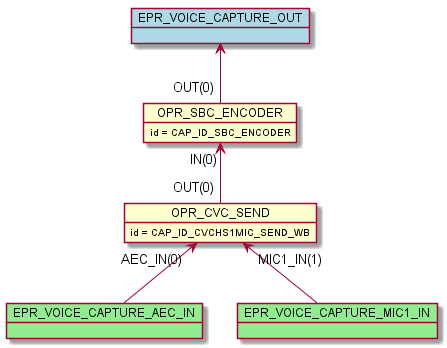 EPR_VOICE_CAPTURE_OUT
OUT(0)
OPR_SBC_ENCODER
id = CAP_ID_SBC_ENCODER
IN(0)
OUT(0)
OPR_CVC_SEND
id = CAP_ID_CVCHS1MIC_SEND_WB
AEC_IN(0)
MIC1_IN(1)
EPR_VOICE_CAPTURE_AEC_IN
EPR_VOICE_CAPTURE_MIC1_IN